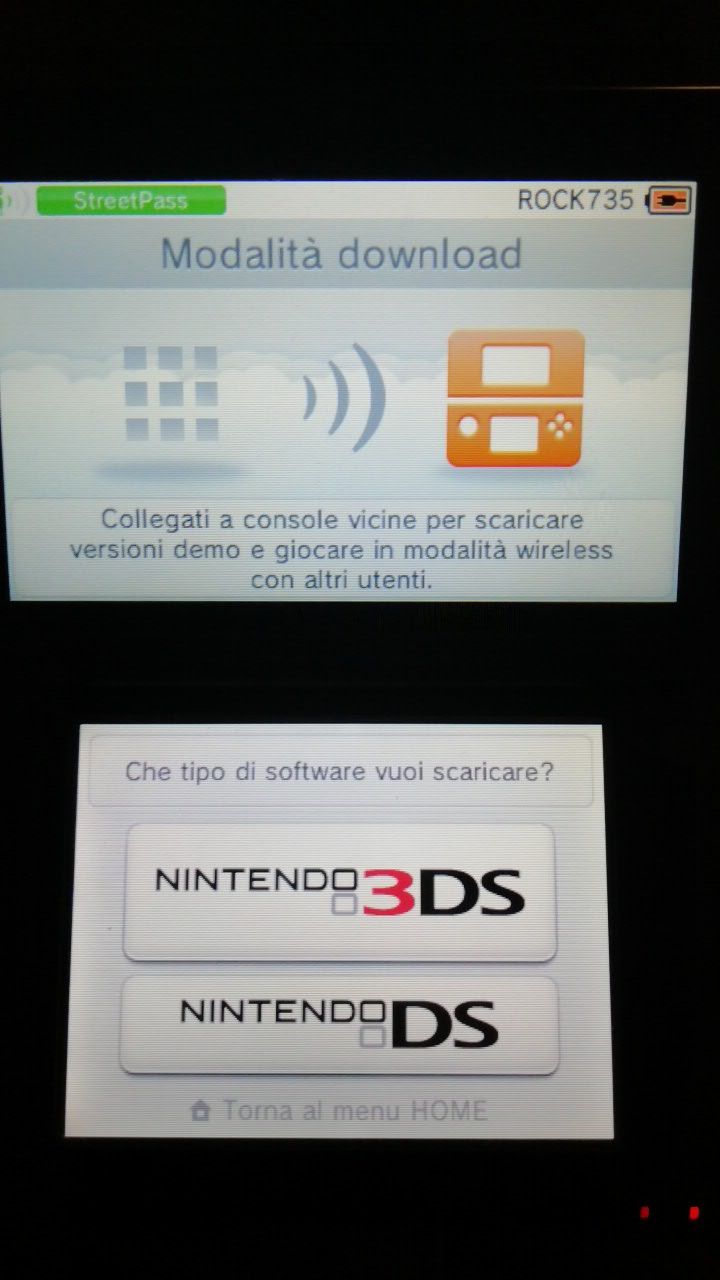 StreetPass
ROCK735
Modalità download
Collegati a console vicine per scaricare
versioni demo e giocare in modalità wireless
con altri utenti.
Che tipo di software vuoi scaricare?
NINTENDO 3DS
NINTENDO DS
Torna al menu HOME